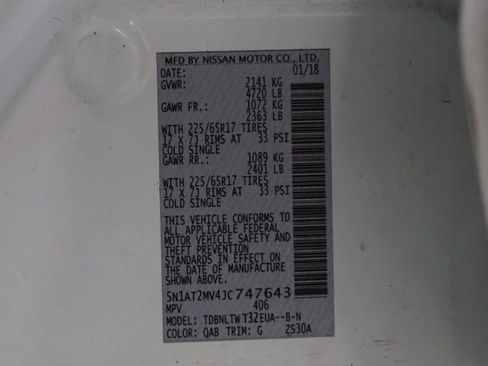 MFD BY NISSAN MOTOR CO., LTD.
DATE: 01/18
GVWR: 2141 KG
4720 LB
GAWR FR.: 1072 KG
2363 LB
WITH 225/65R17 TIRES
17 X 7J RIMS AT 33 PSI
COLD SINGLE
GAWR RR.: 1089 KG
2401 LB
WITH 225/65R17 TIRES
17 X 7J RIMS AT 33 PSI
COLD SINGLE
THIS VEHICLE CONFORMS TO
ALL APPLICABLE FEDERAL
MOTOR VEHICLE SAFETY AND
THEFT PREVENTION
STANDARDS IN EFFECT ON
THE DATE OF MANUFACTURE
SHOWN ABOVE.
5N1AT2MV4JC747643
MPV 406
MODEL: TDBNLTW T32EUA--B-N
COLOR: QAB TRIM: G ZS30A